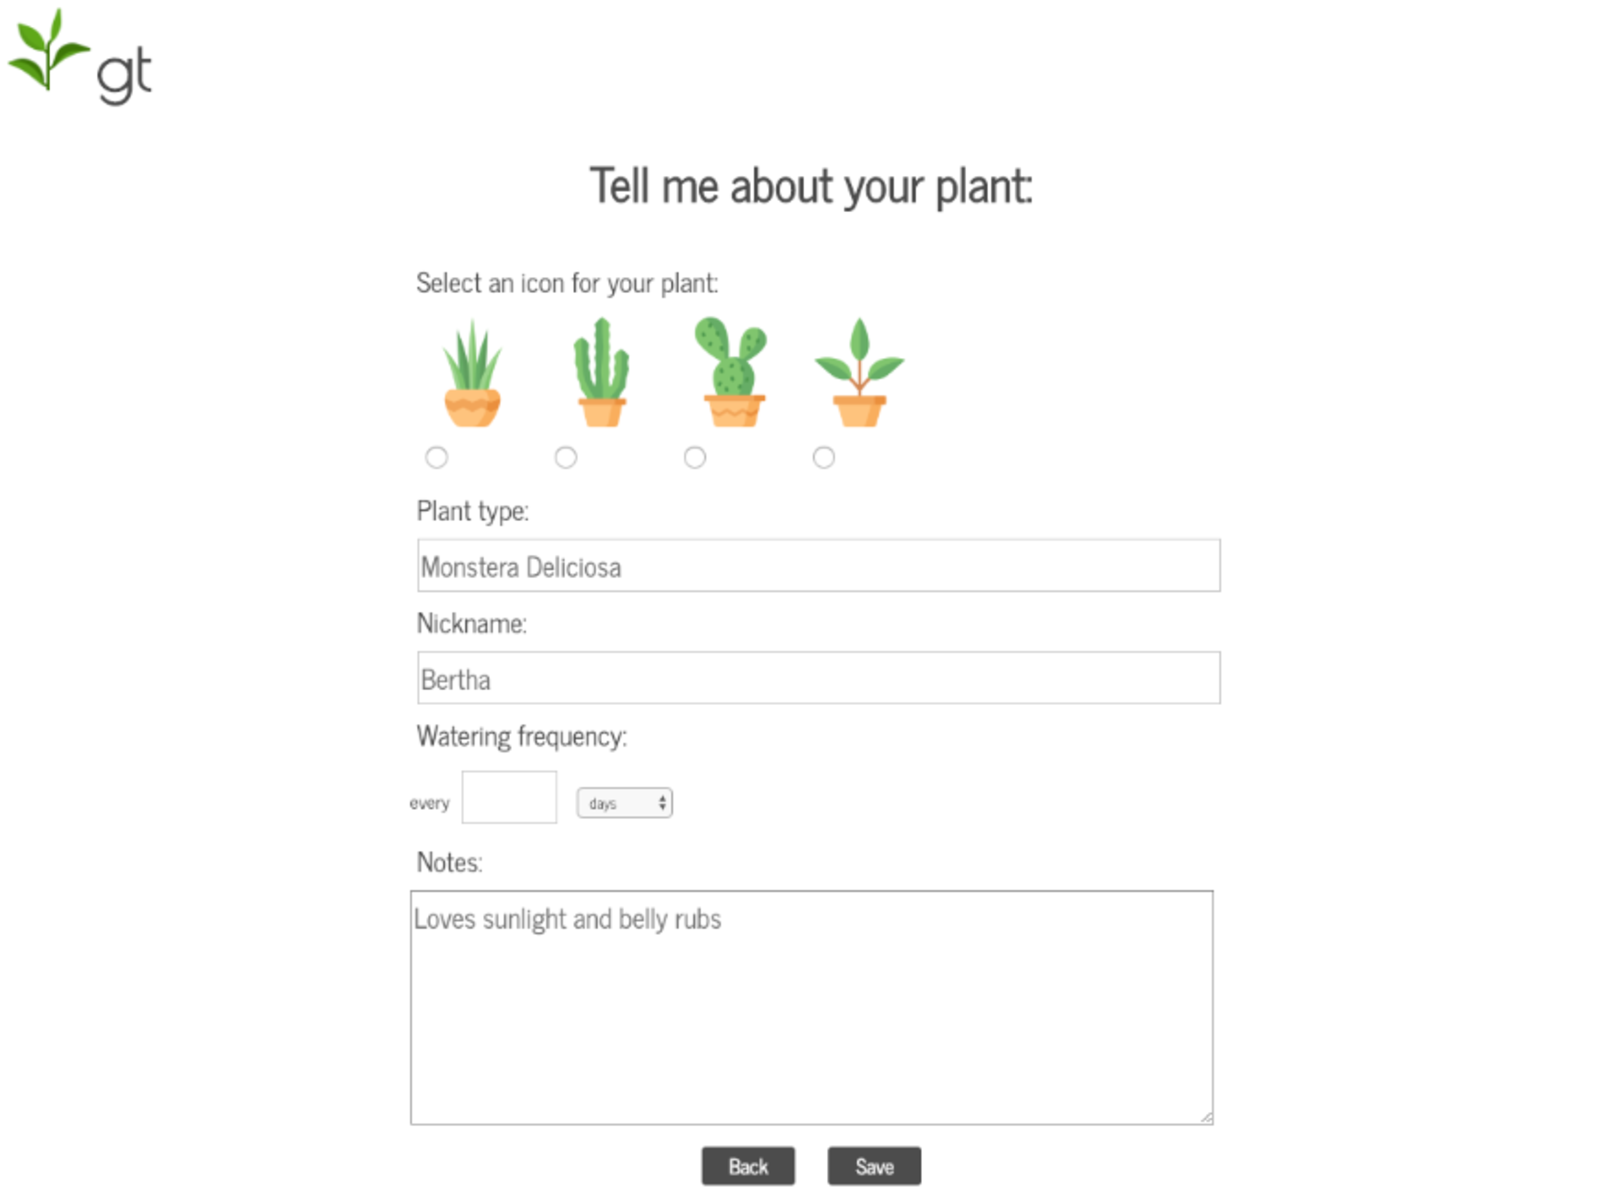 gt
Tell me about your plant:
Select an icon for your plant:
Plant type:
Monstera Deliciosa
Nickname:
Bertha
Watering frequency:
every days
Notes:
Loves sunlight and belly rubs
Back Save